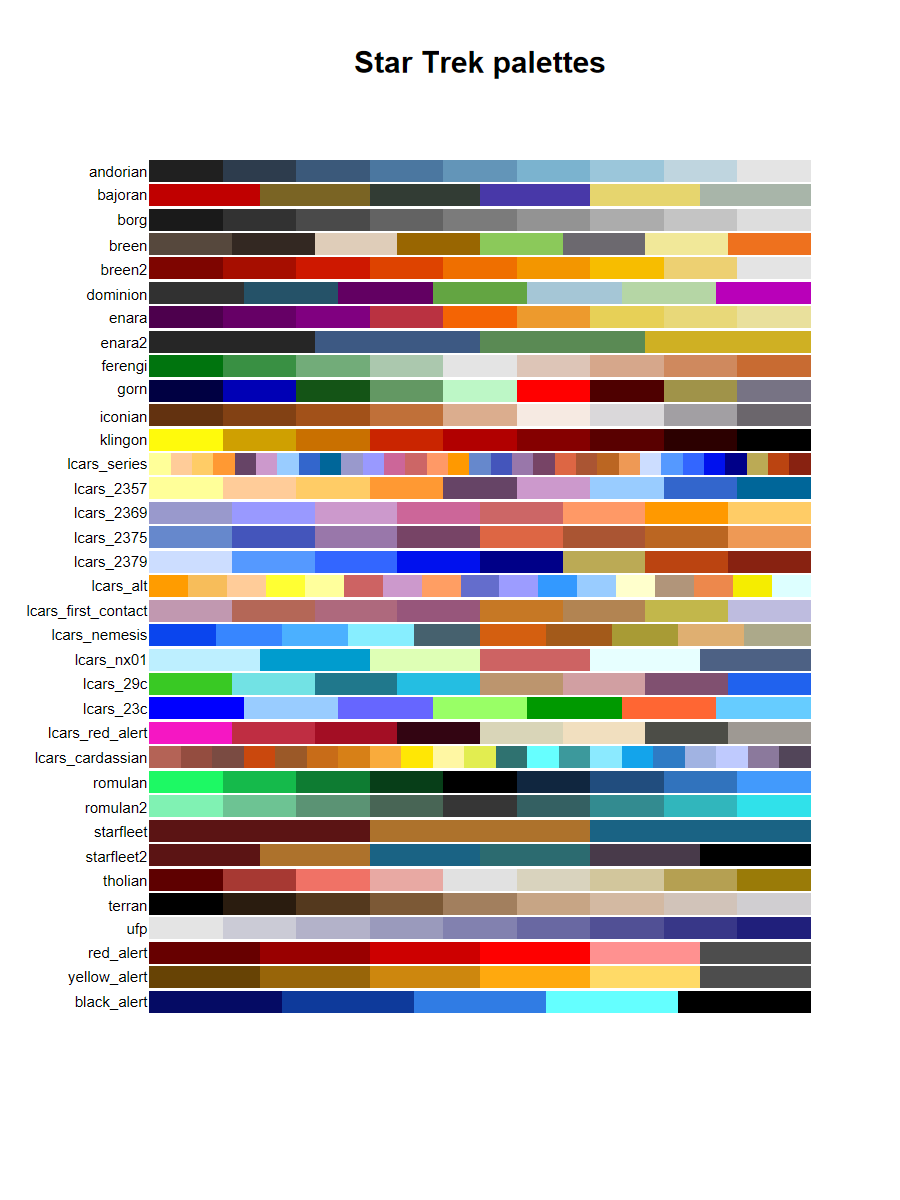 Star Trek palettes
andorian
bajoran
borg
breen
breen2
dominion
enara
enara2
ferengi
gorn
iconian
klingon
lcars_series
lcars_2357
lcars_2369
lcars_2375
lcars_2379
lcars_alt
lcars_first_contact
lcars_nemesis
lcars_nx01
lcars_29c
lcars_23c
lcars_red_alert
lcars_cardassian
romulan
romulan2
starfleet
starfleet2
tholian
terran
ufp
red_alert
yellow_alert
black_alert